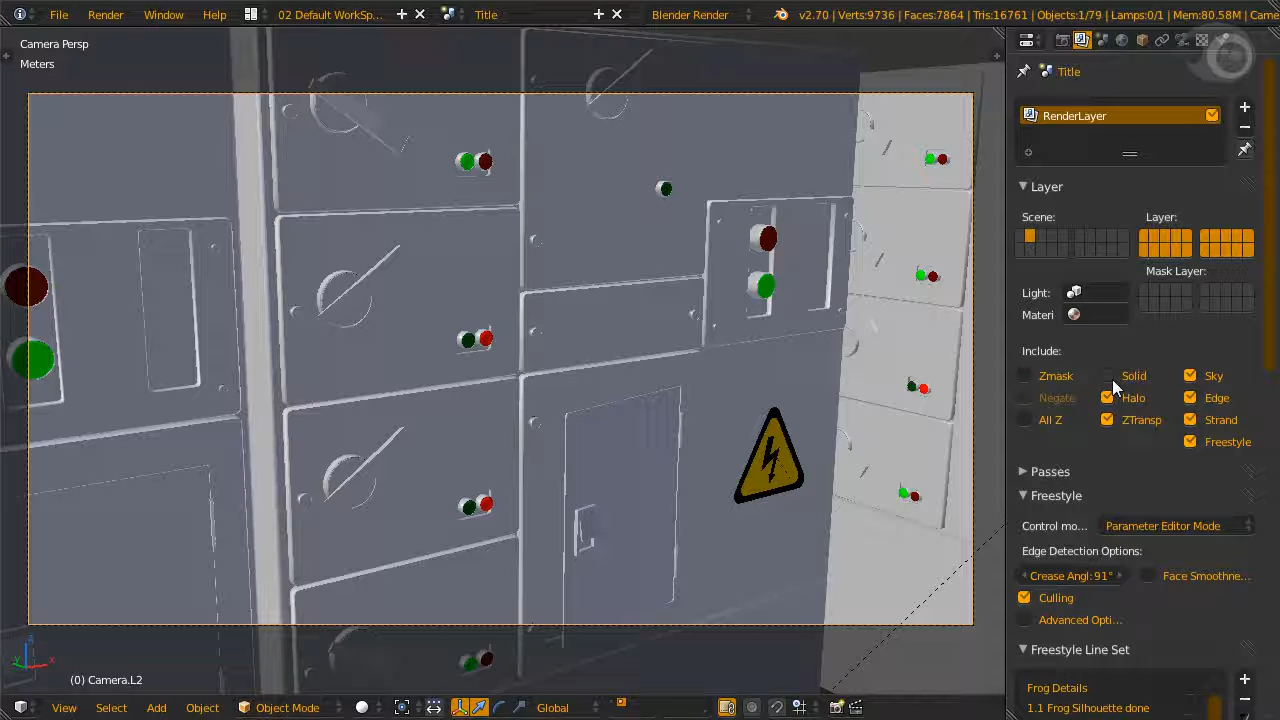 File Render Window Help 02 Default WorkSp... Title Blender Render v2.70 | Verts:9736 | Faces:7864 | Tris:16761 | Objects:1/79 | Lamps:0/1 | Mem:80.58M | Came
Camera Persp
Meters
Title
RenderLayer
Layer
Scene: Layer:
Mask Layer:
Light:
Materi
Include:
Zmask Solid Sky
Negate Halo Edge
All Z ZTransp Strand
Freestyle
Passes
Freestyle
Control mo... Parameter Editor Mode
Edge Detection Options:
Crease Angl: 91° Face Smoothne...
Culling
Advanced Opti...
Freestyle Line Set
Frog Details
1.1 Frog Silhouette done
(0) Camera.L2
View Select Add Object Object Mode Global